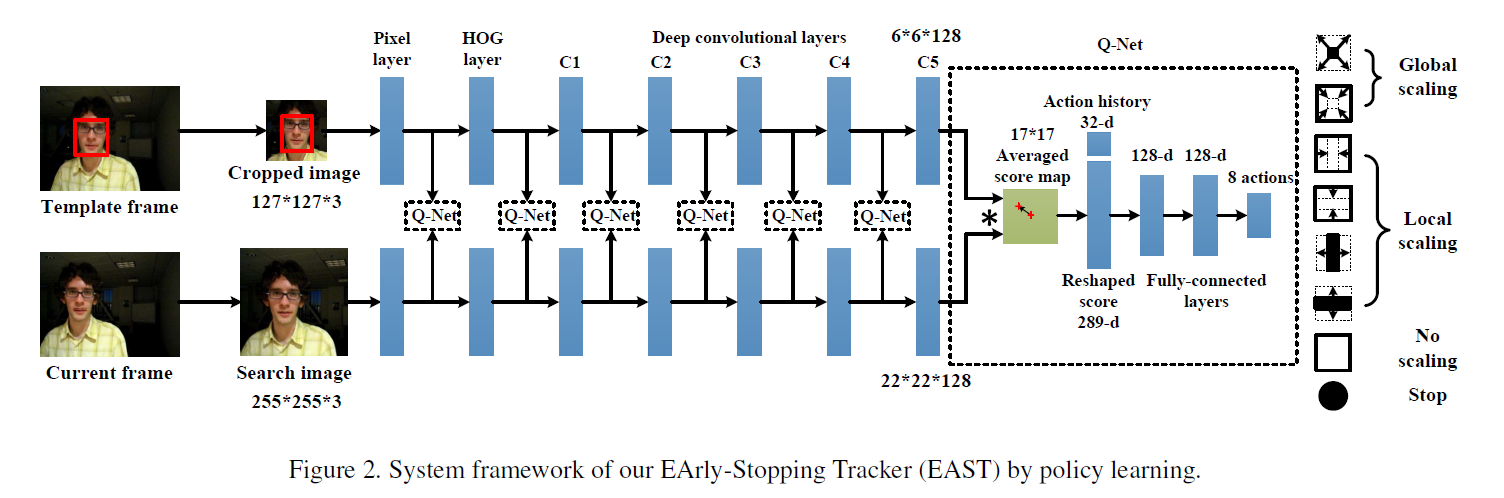 Pixel
layer
HOG
layer
Deep convolutional layers
C1
C2
C3
C4
C5
6*6*128
Q-Net
Template frame
Cropped image
127*127*3
Q-Net
Q-Net
Q-Net
Q-Net
Q-Net
Q-Net
Current frame
Search image
255*255*3
22*22*128
17*17
Averaged
score map
*
Action history
32-d
Reshaped
score
289-d
128-d
128-d
Fully-connected
layers
8 actions
Global
scaling
Local
scaling
No
scaling
Stop
Figure 2. System framework of our EArly-Stopping Tracker (EAST) by policy learning.